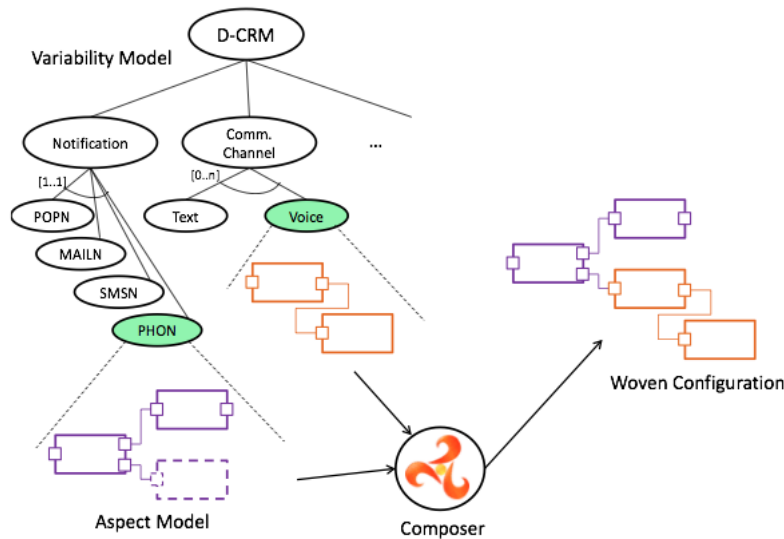 D-CRM
Variability Model
Notification
Comm.
Channel
...
[1..1]
[0..n]
POPN
Text
Voice
MAILN
SMSN
PHON
Woven Configuration
Aspect Model
Composer